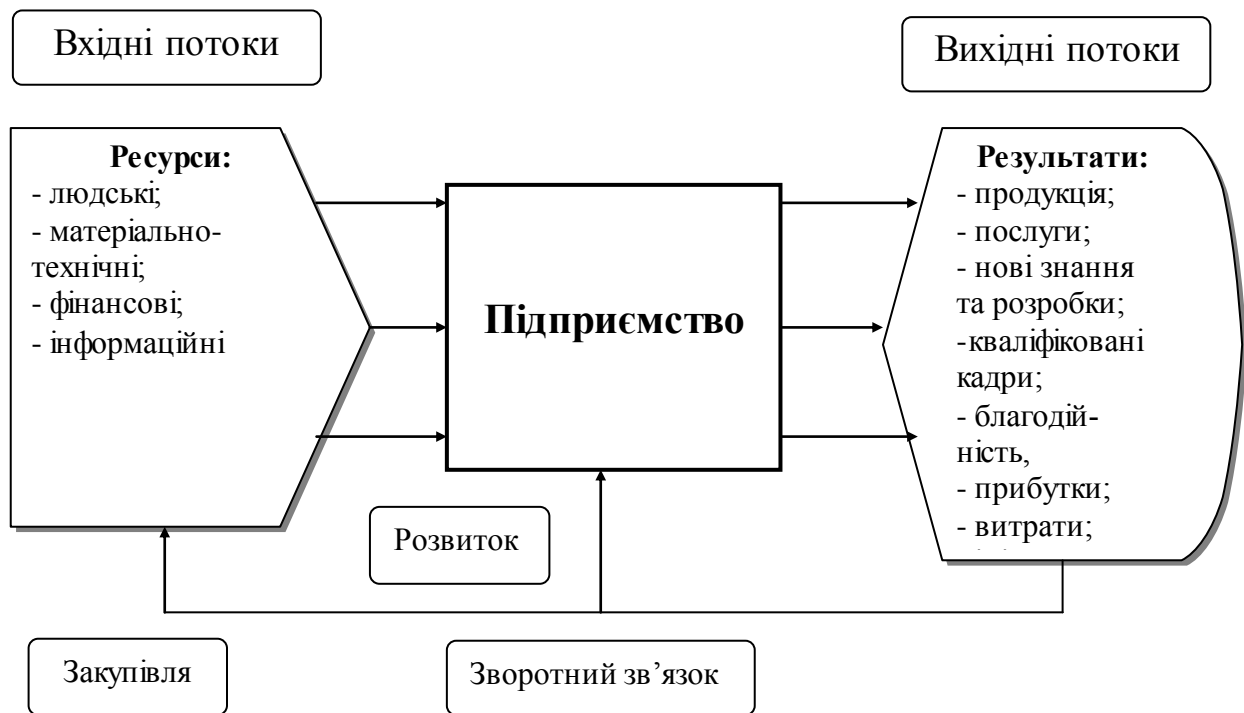 Вхідні потоки
Вихідні потоки
Ресурси:
- людські;
- матеріально-
технічні;
- фінансові;
- інформаційні
Підприємство
Результати:
- продукція;
- послуги;
- нові знання
та розробки;
-кваліфіковані
кадри;
- благодій-
ність,
- прибутки;
- витрати;
Розвиток
Закупівля
Зворотний зв’язок